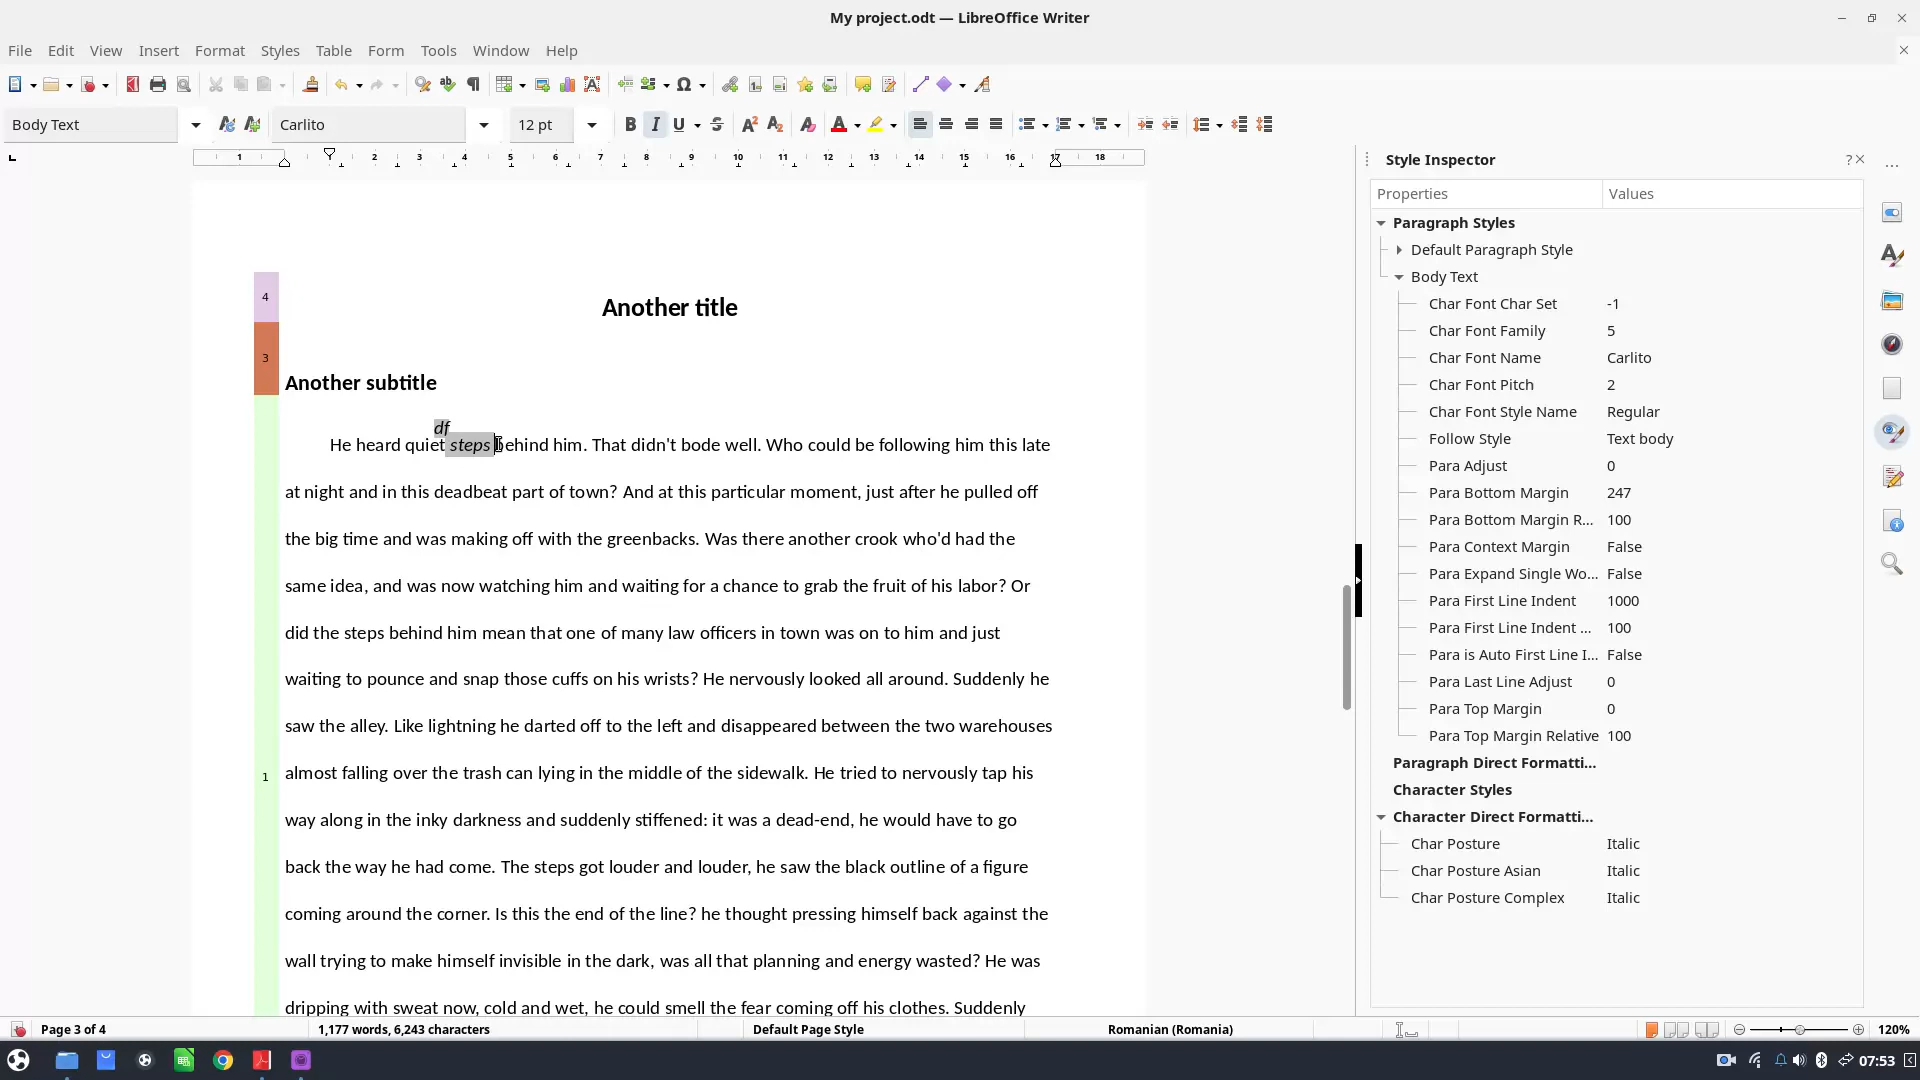 My project.odt — LibreOffice Writer
File Edit View Insert Format Styles Table Form Tools Window Help
Body Text Carlito 12 pt
1 1 2 3 4 5 6 7 8 9 10 11 12 13 14 15 16 17 18
Another title
4
3
Another subtitle
df
He heard quiet steps behind him. That didn't bode well. Who could be following him this late
at night and in this deadbeat part of town? And at this particular moment, just after he pulled off
the big time and was making off with the greenbacks. Was there another crook who'd had the
same idea, and was now watching him and waiting for a chance to grab the fruit of his labor? Or
did the steps behind him mean that one of many law officers in town was on to him and just
waiting to pounce and snap those cuffs on his wrists? He nervously looked all around. Suddenly he
saw the alley. Like lightning he darted off to the left and disappeared between the two warehouses
1
almost falling over the trash can lying in the middle of the sidewalk. He tried to nervously tap his
way along in the inky darkness and suddenly stiffened: it was a dead-end, he would have to go
back the way he had come. The steps got louder and louder, he saw the black outline of a figure
coming around the corner. Is this the end of the line? he thought pressing himself back against the
wall trying to make himself invisible in the dark, was all that planning and energy wasted? He was
dripping with sweat now, cold and wet, he could smell the fear coming off his clothes. Suddenly
Style Inspector ?
Properties Values
Paragraph Styles
Default Paragraph Style
Body Text
Char Font Char Set -1
Char Font Family 5
Char Font Name Carlito
Char Font Pitch 2
Char Font Style Name Regular
Follow Style Text body
Para Adjust 0
Para Bottom Margin 247
Para Bottom Margin R... 100
Para Context Margin False
Para Expand Single Wo... False
Para First Line Indent 1000
Para First Line Indent ... 100
Para is Auto First Line I... False
Para Last Line Adjust 0
Para Top Margin 0
Para Top Margin Relative 100
Paragraph Direct Formatti...
Character Styles
Character Direct Formatti...
Char Posture Italic
Char Posture Asian Italic
Char Posture Complex Italic
Page 3 of 4 1,177 words, 6,243 characters Default Page Style Romanian (Romania) 120%
07:53